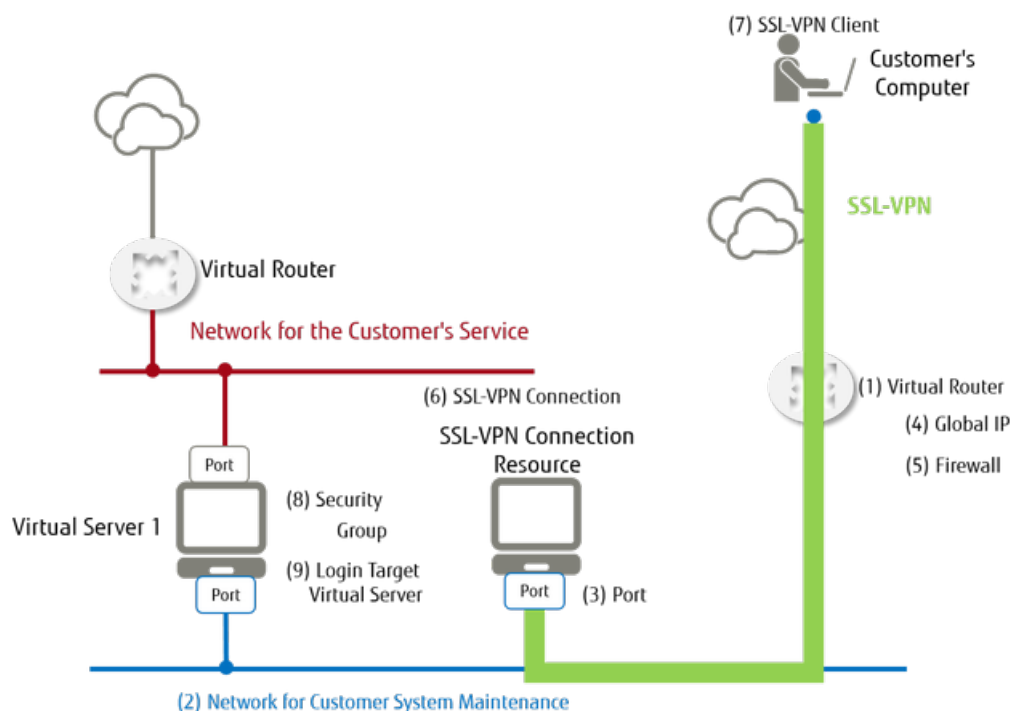 (7) SSL-VPN Client
Customer's
Computer
SSL-VPN
Virtual Router
Network for the Customer's Service
(1) Virtual Router
(6) SSL-VPN Connection
(4) Global IP
SSL-VPN Connection
Resource
(5) Firewall
Port
(8) Security
Group
Virtual Server 1
(9) Login Target
Virtual Server
Port
Port
(3) Port
(2) Network for Customer System Maintenance